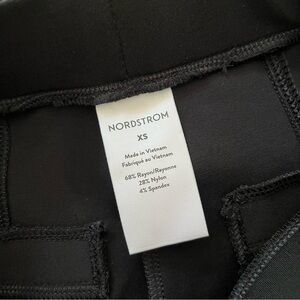 NORDSTROM
XS
Made in Vietnam
Fabriqué au Vietnam
68% Rayon/Rayonne
28% Nylon
4% Spandex